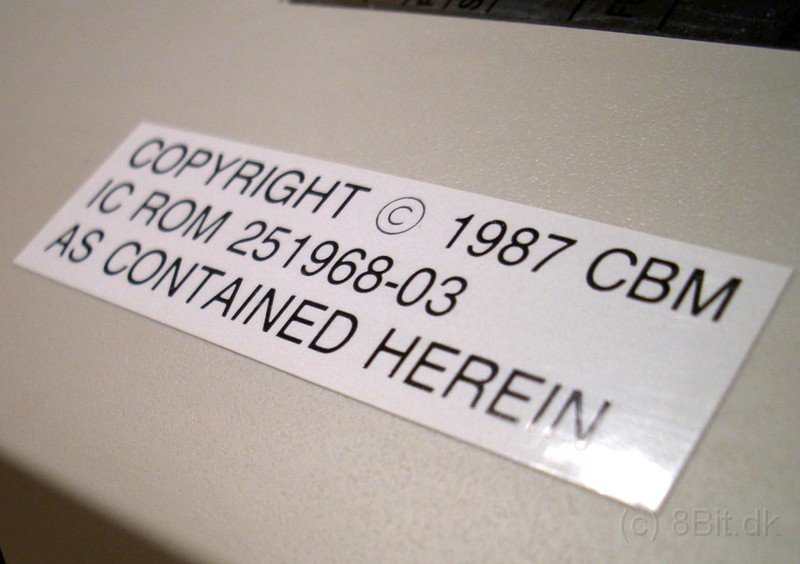 COPYRIGHT © 1987 CBM
IC ROM 251968-03
AS CONTAINED HEREIN
(c) 8Bit.dk